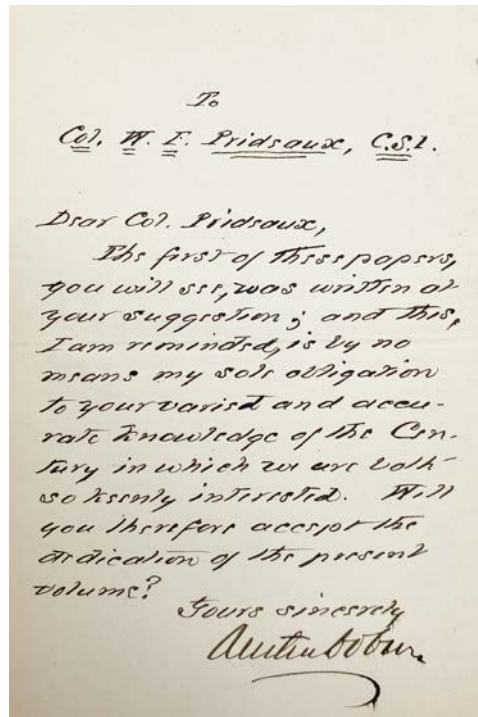 To
Col. W. F. Prideaux, C.S.I.
Dear Col. Prideaux,
The first of these papers,
you will see, was written at
your suggestion; and this,
I am reminded, is by no
means my sole obligation
to your varied and accu-
rate knowledge of the Cen-
tury in which we are both
so keenly interested. Will
you therefore accept the
dedication of the present
volume?
Yours sincerely
Austin Dobson.